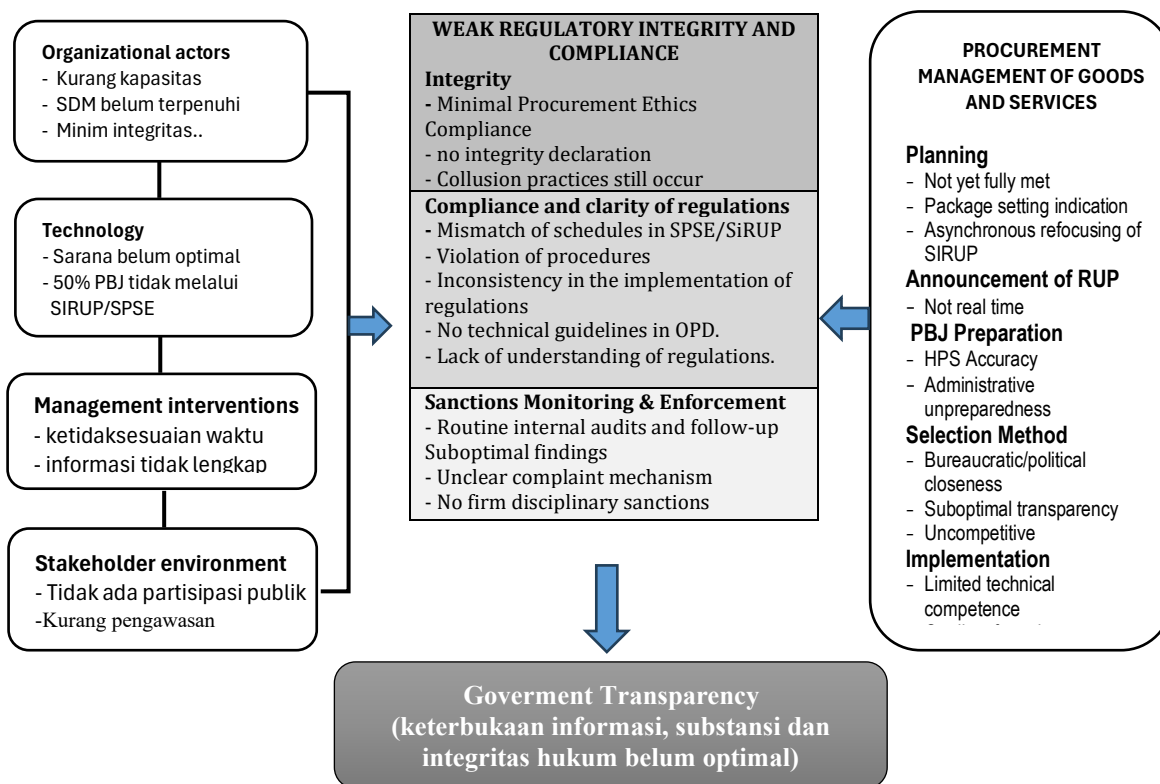 Organizational actors
- Kurang kapasitas
- SDM belum terpenuhi
- Minim integritas..
Technology
- Sarana belum optimal
- 50% PBJ tidak melalui
SIRUP/SPSE
Management interventions
- ketidaksesuaian waktu
- informasi tidak lengkap
Stakeholder environment
- Tidak ada partisipasi publik
-Kurang pengawasan
WEAK REGULATORY INTEGRITY AND
COMPLIANCE
Integrity
- Minimal Procurement Ethics
Compliance
- no integrity declaration
- Collusion practices still occur
Compliance and clarity of regulations
- Mismatch of schedules in SPSE/SiRUP
- Violation of procedures
- Inconsistency in the implementation of
regulations
- No technical guidelines in OPD.
- Lack of understanding of regulations.
Sanctions Monitoring & Enforcement
- Routine internal audits and follow-up
Suboptimal findings
- Unclear complaint mechanism
- No firm disciplinary sanctions
PROCUREMENT
MANAGEMENT OF GOODS
AND SERVICES
Planning
- Not yet fully met
- Package setting indication
- Asynchronous refocusing of
SIRUP
Announcement of RUP
- Not real time
PBJ Preparation
- HPS Accuracy
- Administrative
unpreparedness
Selection Method
- Bureaucratic/political
closeness
- Suboptimal transparency
- Uncompetitive
Implementation
- Limited technical
competence
Goverment Transparency
(keterbukaan informasi, substansi dan
integritas hukum belum optimal)